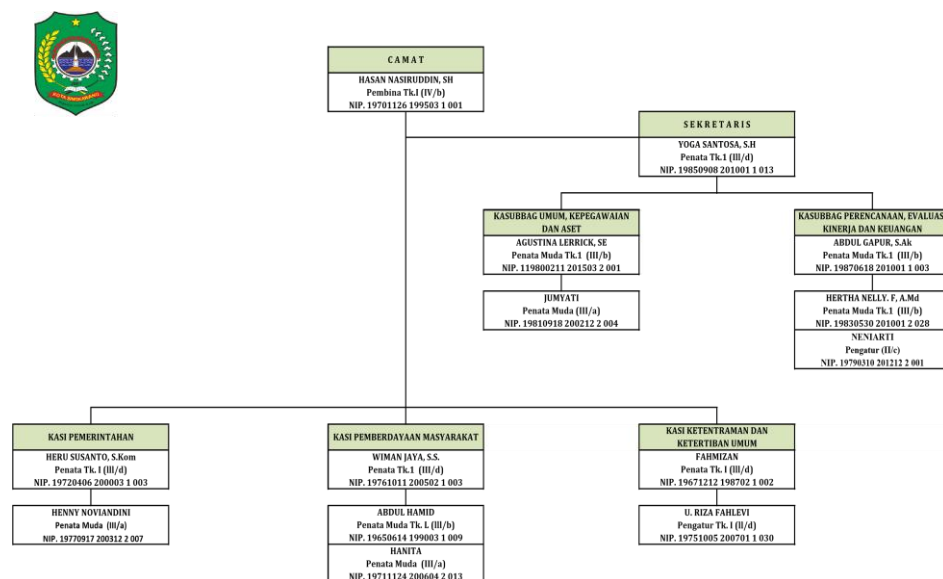 KOTA SINGKAWANG
C A M A T
HASAN NASIRUDDIN, SH
Pembina Tk.I (IV/b)
NIP. 19701126 199503 1 001
S E K R E T A R I S
YOGA SANTOSA, S.H
Penata Tk.1 (III/d)
NIP. 19850908 201001 1 013
KASUBBAG UMUM, KEPEGAWAIAN
DAN ASET
AGUSTINA LERRICK, SE
Penata Muda Tk.1 (III/b)
NIP. 119800211 201503 2 001
JUMYATI
Penata Muda (III/a)
NIP. 19810918 200212 2 004
KASUBBAG PERENCANAAN, EVALUAS
KINERJA DAN KEUANGAN
ABDUL GAPUR, S.Ak
Penata Muda Tk.1 (III/b)
NIP. 19870618 201001 1 003
HERTHA NELLY. F, A.Md
Penata Muda Tk.1 (III/b)
NIP. 19830530 201001 2 028
NENIARTI
Pengatur (II/c)
NIP. 19790310 201212 2 001
KASI PEMERINTAHAN
HERU SUSANTO, S.Kom
Penata Tk. I (III/d)
NIP. 19720406 200003 1 003
HENNY NOVIANDINI
Penata Muda (III/a)
NIP. 19770917 200312 2 007
KASI PEMBERDAYAAN MASYARAKAT
WIMAN JAYA, S.S.
Penata Tk.1 (III/d)
NIP. 19761011 200502 1 003
ABDUL HAMID
Penata Muda Tk. I. (III/b)
NIP. 19650614 199003 1 009
HANITA
Penata Muda (III/a)
NIP. 19711124 200604 2 013
KASI KETENTRAMAN DAN
KETERTIBAN UMUM
FAHMIZAN
Penata Tk. I (III/d)
NIP. 19671212 198702 1 002
U. RIZA FAHLEVI
Pengatur Tk. I (II/d)
NIP. 19751005 200701 1 030